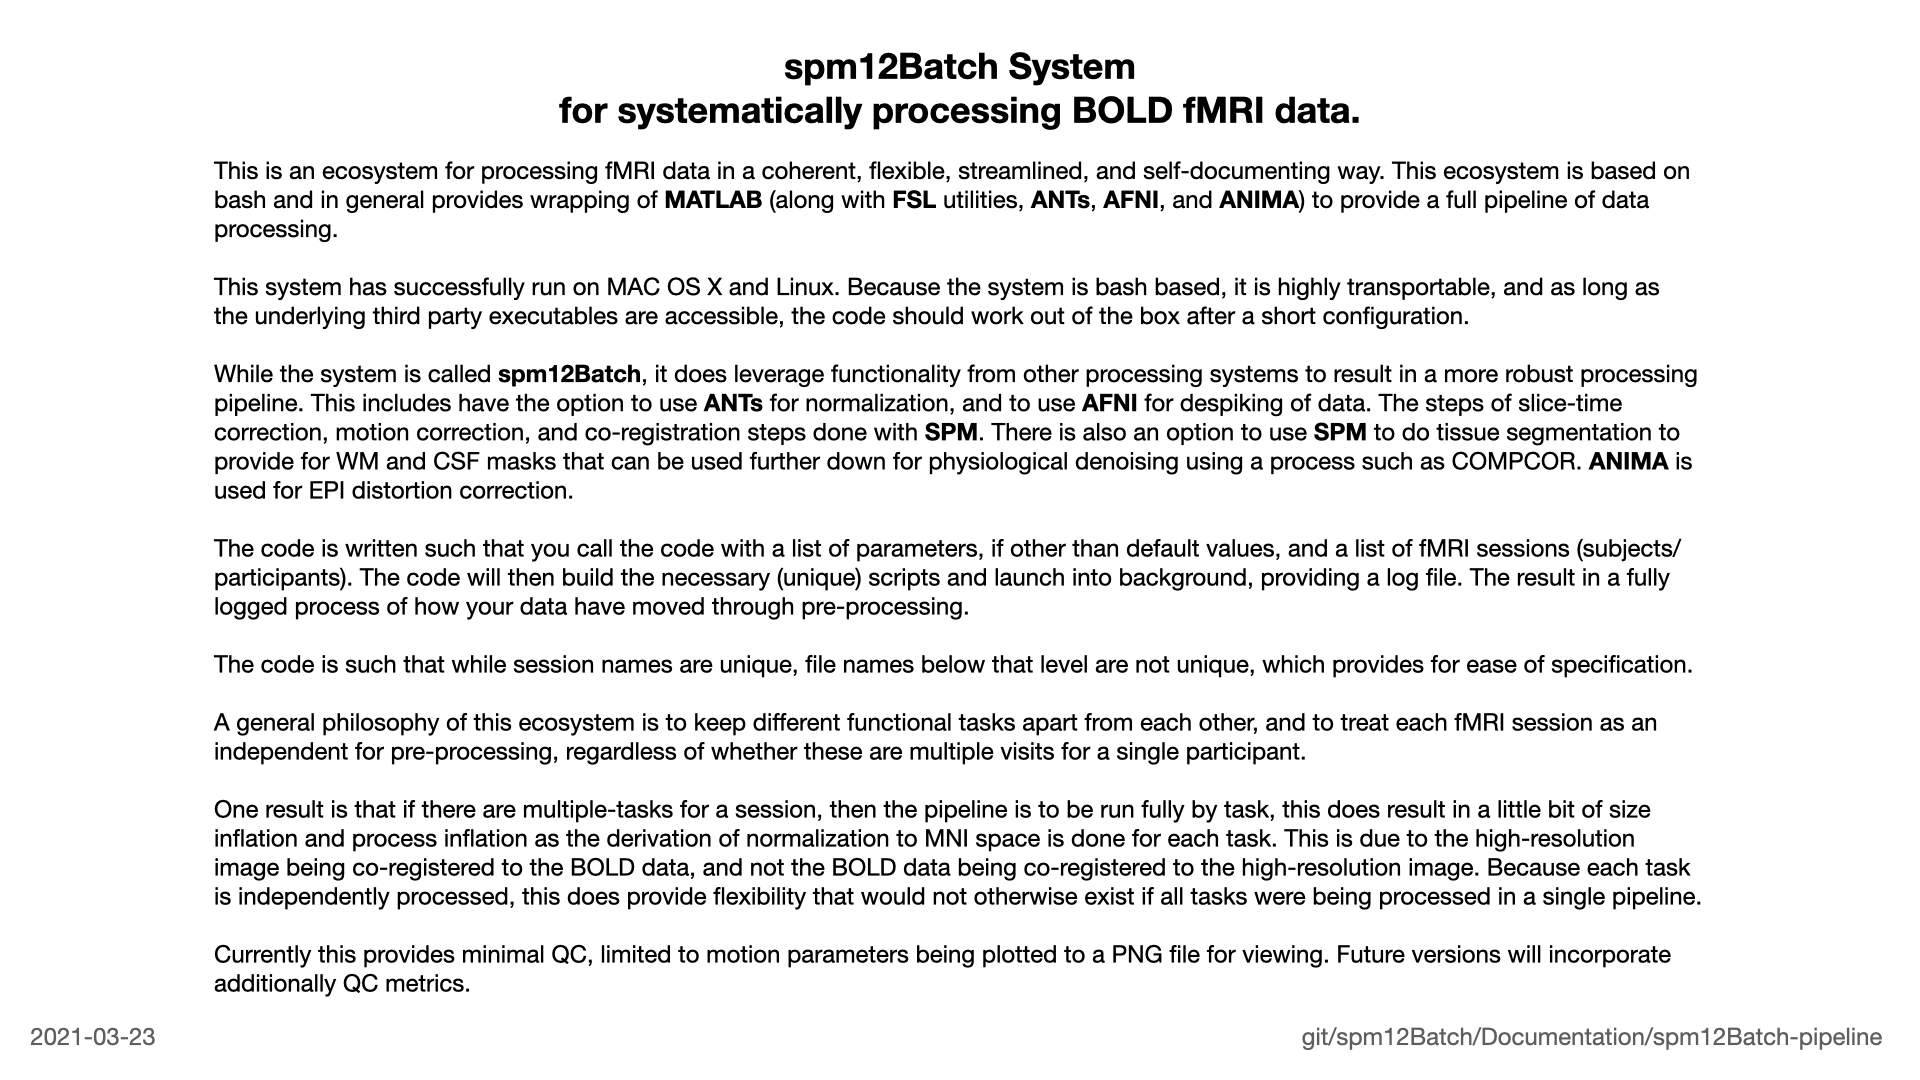 spm12Batch System
for systematically processing BOLD fMRI data.
This is an ecosystem for processing fMRI data in a coherent, flexible, streamlined, and self-documenting way. This ecosystem is based on
bash and in general provides wrapping of MATLAB (along with FSL utilities, ANTs, AFNI, and ANIMA) to provide a full pipeline of data
processing.
This system has successfully run on MAC OS X and Linux. Because the system is bash based, it is highly transportable, and as long as
the underlying third party executables are accessible, the code should work out of the box after a short configuration.
While the system is called spm12Batch, it does leverage functionality from other processing systems to result in a more robust processing
pipeline. This includes have the option to use ANTs for normalization, and to use AFNI for despiking of data. The steps of slice-time
correction, motion correction, and co-registration steps done with SPM. There is also an option to use SPM to do tissue segmentation to
provide for WM and CSF masks that can be used further down for physiological denoising using a process such as COMPCOR. ANIMA is
used for EPI distortion correction.
The code is written such that you call the code with a list of parameters, if other than default values, and a list of fMRI sessions (subjects/
participants). The code will then build the necessary (unique) scripts and launch into background, providing a log file. The result in a fully
logged process of how your data have moved through pre-processing.
The code is such that while session names are unique, file names below that level are not unique, which provides for ease of specification.
A general philosophy of this ecosystem is to keep different functional tasks apart from each other, and to treat each fMRI session as an
independent for pre-processing, regardless of whether these are multiple visits for a single participant.
One result is that if there are multiple-tasks for a session, then the pipeline is to be run fully by task, this does result in a little bit of size
inflation and process inflation as the derivation of normalization to MNI space is done for each task. This is due to the high-resolution
image being co-registered to the BOLD data, and not the BOLD data being co-registered to the high-resolution image. Because each task
is independently processed, this does provide flexibility that would not otherwise exist if all tasks were being processed in a single pipeline.
Currently this provides minimal QC, limited to motion parameters being plotted to a PNG file for viewing. Future versions will incorporate
additionally QC metrics.
2021-03-23
git/spm12Batch/Documentation/spm12Batch-pipeline